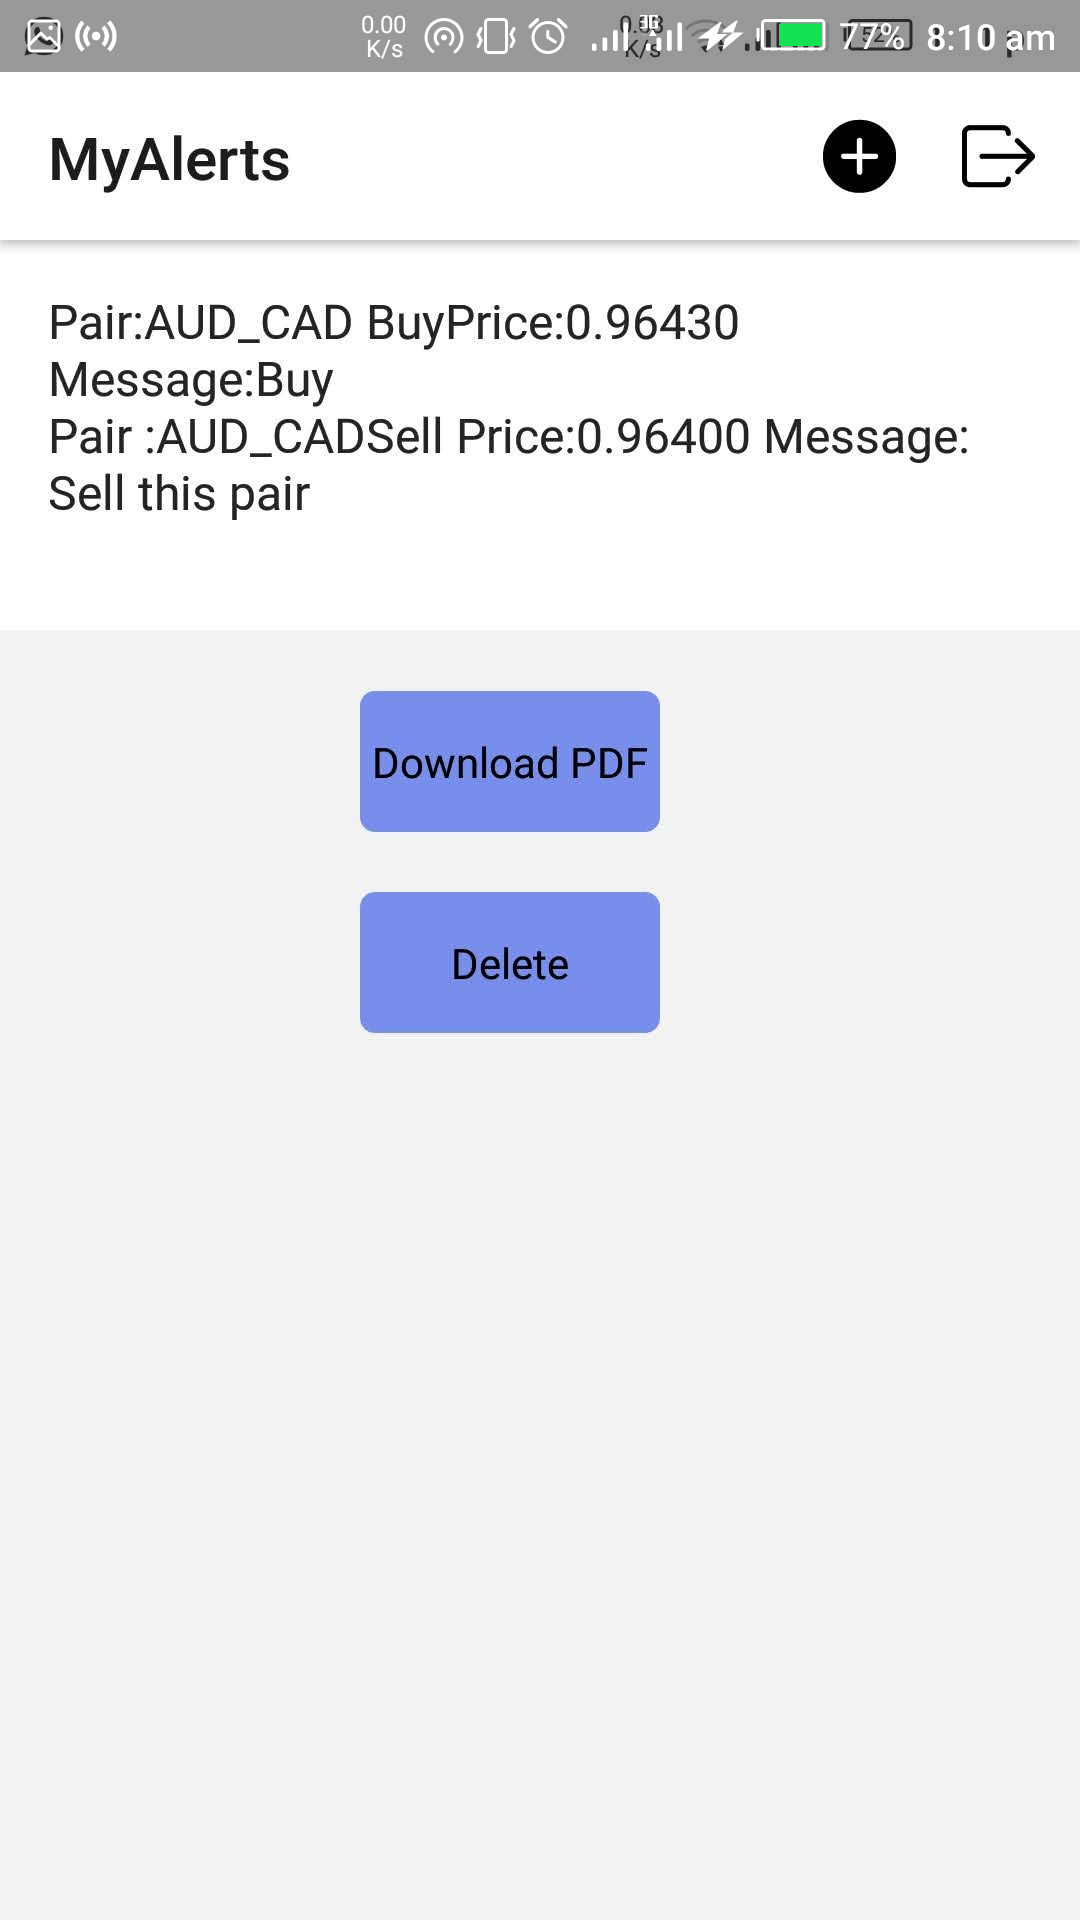 0.00 K/s 3G 77% 8:10 am
MyAlerts
Pair:AUD_CAD BuyPrice:0.96430
Message:Buy
Pair :AUD_CADSell Price:0.96400 Message:
Sell this pair
Download PDF
Delete